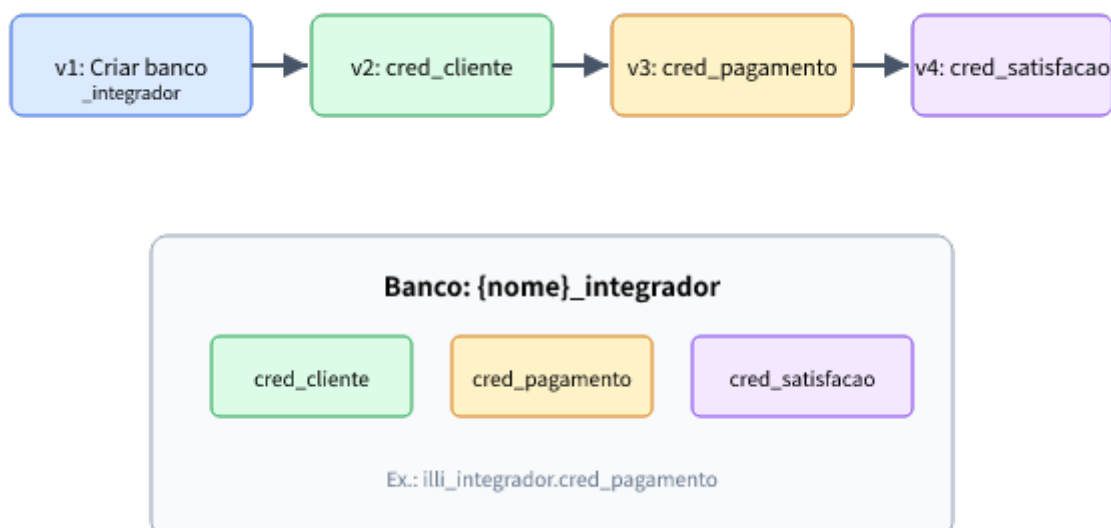 v1: Criar banco
_integrador
v2: cred_cliente
v3: cred_pagamento
v4: cred_satisfacao
Banco: {nome}_integrador
cred_cliente
cred_pagamento
cred_satisfacao
Ex.: illi_integrador.cred_pagamento